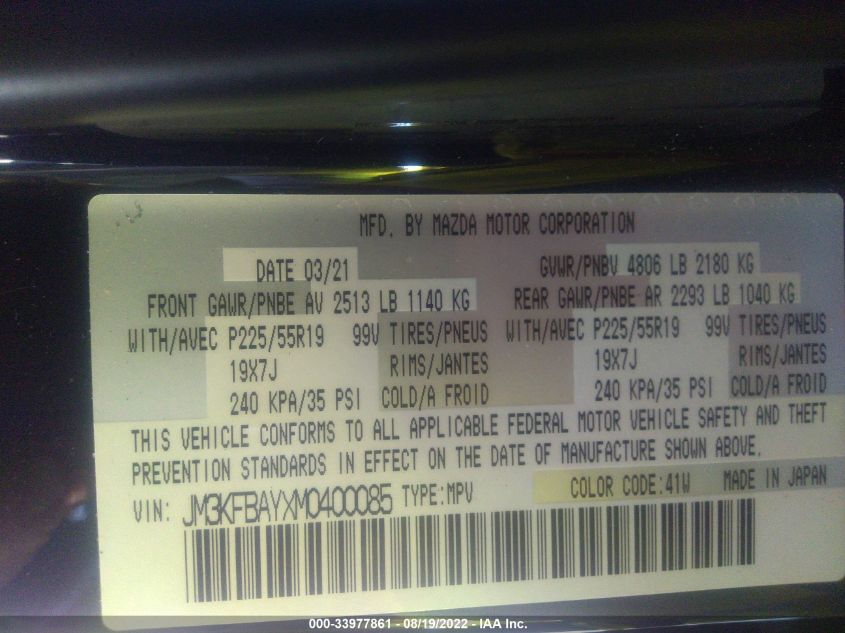 MFD. BY MAZDA MOTOR CORPORATION
DATE 03/21 GVWR/PNBV 4806 LB 2180 KG
FRONT GAWR/PNBE AV 2513 LB 1140 KG REAR GAWR/PNBE AR 2293 LB 1040 KG
WITH/AVEC P225/55R19 99V TIRES/PNEUS WITH/AVEC P225/55R19 99V TIRES/PNEUS
19X7J RIMS/JANTES 19X7J RIMS/JANTES
240 KPA/35 PSI COLD/A FROID 240 KPA/35 PSI COLD/A FROID
THIS VEHICLE CONFORMS TO ALL APPLICABLE FEDERAL MOTOR VEHICLE SAFETY AND THEFT
PREVENTION STANDARDS IN EFFECT ON THE DATE OF MANUFACTURE SHOWN ABOVE.
VIN: JM3KFBAYXM0400085 TYPE:MPV COLOR CODE:41W MADE IN JAPAN
000-33977861 - 08/19/2022 - IAA Inc.